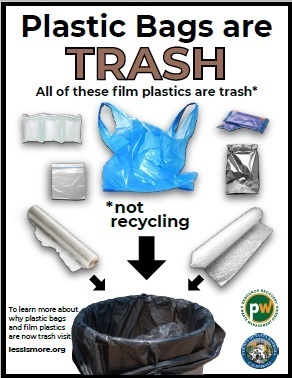 Plastic Bags are
TRASH
All of these film plastics are trash*
*not
recycling
To learn more about
why plastic bags
and film plastics
are now trash visit
lessismore.org
pw